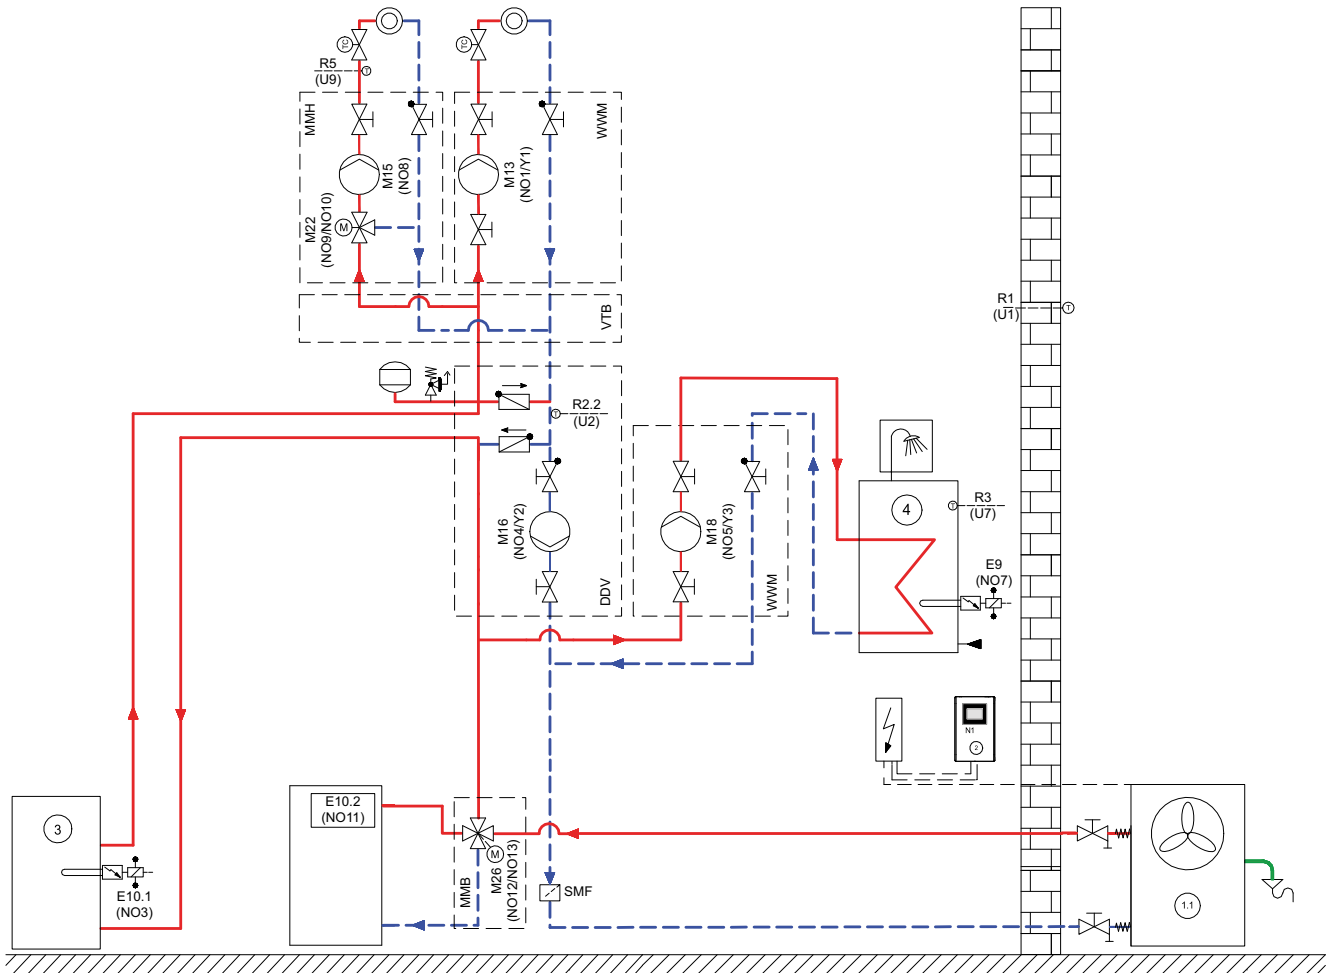 TC
TC
R5
(U9)
T
MMH
WWM
M15
(NO8)
M13
(NO1/Y1)
M22
(NO9/NO10)
M
VTB
R1
(U1)
T
R2.2
(U2)
T
M16
(NO4/Y2)
DDV
M18
(NO5/Y3)
WWM
4
R3
(U7)
T
E9
(NO7)
N1
2
3
E10.1
(NO3)
E10.2
(NO11)
MMB
M
M26
(NO12/NO13)
SMF
1.1